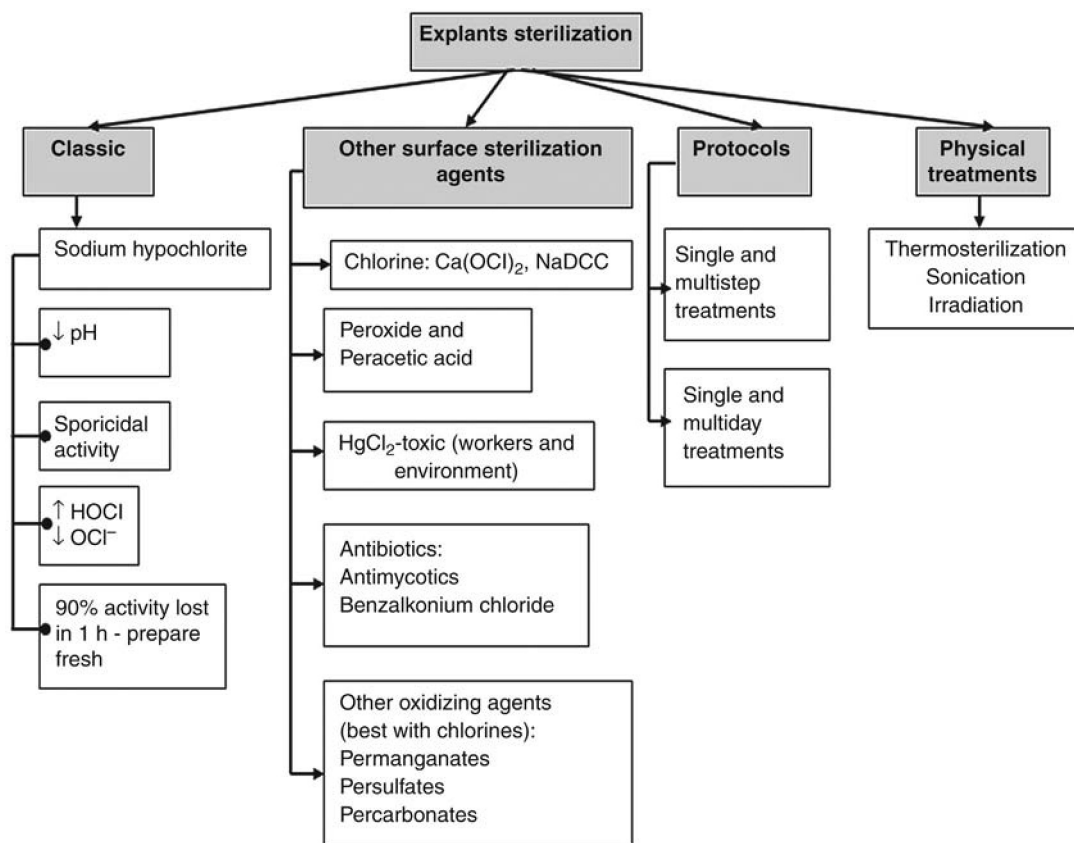 Explants sterilization
Classic
Sodium hypochlorite
↓ pH
Sporicidal
activity
↑ HOCl
↓ OCl⁻
90% activity lost
in 1 h - prepare
fresh
Other surface sterilization
agents
Chlorine: Ca(OCl)₂, NaDCC
Peroxide and
Peracetic acid
HgCl₂-toxic (workers and
environment)
Antibiotics:
Antimycotics
Benzalkonium chloride
Other oxidizing agents
(best with chlorines):
Permanganates
Persulfates
Percarbonates
Protocols
Single and
multistep
treatments
Single and
multiday
treatments
Physical
treatments
Thermosterilization
Sonication
Irradiation